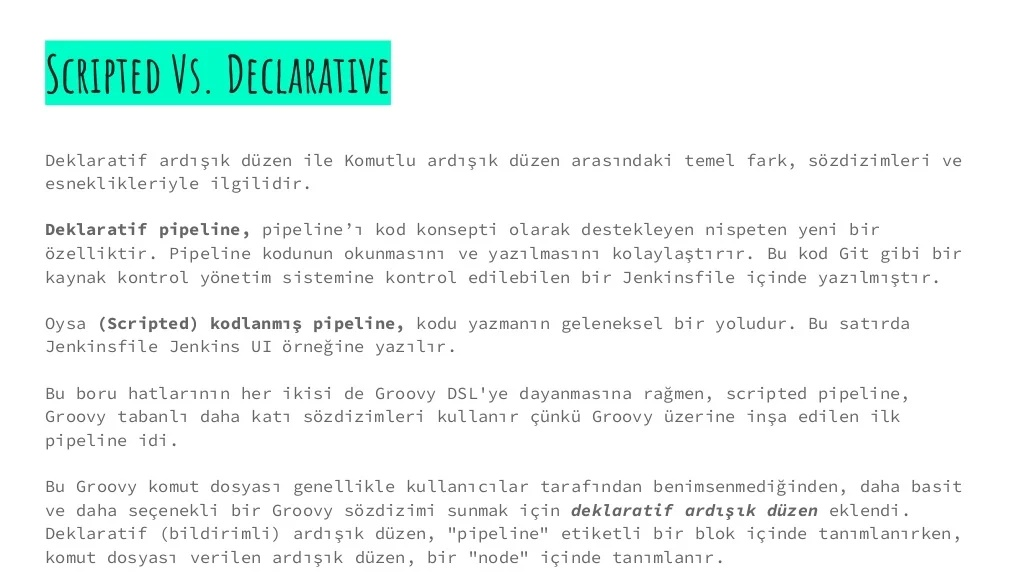 Scripted Vs. Declarative
Deklaratif ardışık düzen ile Komutlu ardışık düzen arasındaki temel fark, sözdizimleri ve
esneklikleriyle ilgilidir.
Deklaratif pipeline, pipeline’ı kod konsepti olarak destekleyen nispeten yeni bir
özelliktir. Pipeline kodunun okunmasını ve yazılmasını kolaylaştırır. Bu kod Git gibi bir
kaynak kontrol yönetim sistemine kontrol edilebilen bir Jenkinsfile içinde yazılmıştır.
Oysa (Scripted) kodlanmış pipeline, kodu yazmanın geleneksel bir yoludur. Bu satırda
Jenkinsfile Jenkins UI örneğine yazılır.
Bu boru hatlarının her ikisi de Groovy DSL'ye dayanmasına rağmen, scripted pipeline,
Groovy tabanlı daha katı sözdizimleri kullanır çünkü Groovy üzerine inşa edilen ilk
pipeline idi.
Bu Groovy komut dosyası genellikle kullanıcılar tarafından benimsenmediğinden, daha basit
ve daha seçenekli bir Groovy sözdizimi sunmak için deklaratif ardışık düzen eklendi.
Deklaratif (bildirimli) ardışık düzen, "pipeline" etiketli bir blok içinde tanımlanırken,
komut dosyası verilen ardışık düzen, bir "node" içinde tanımlanır.